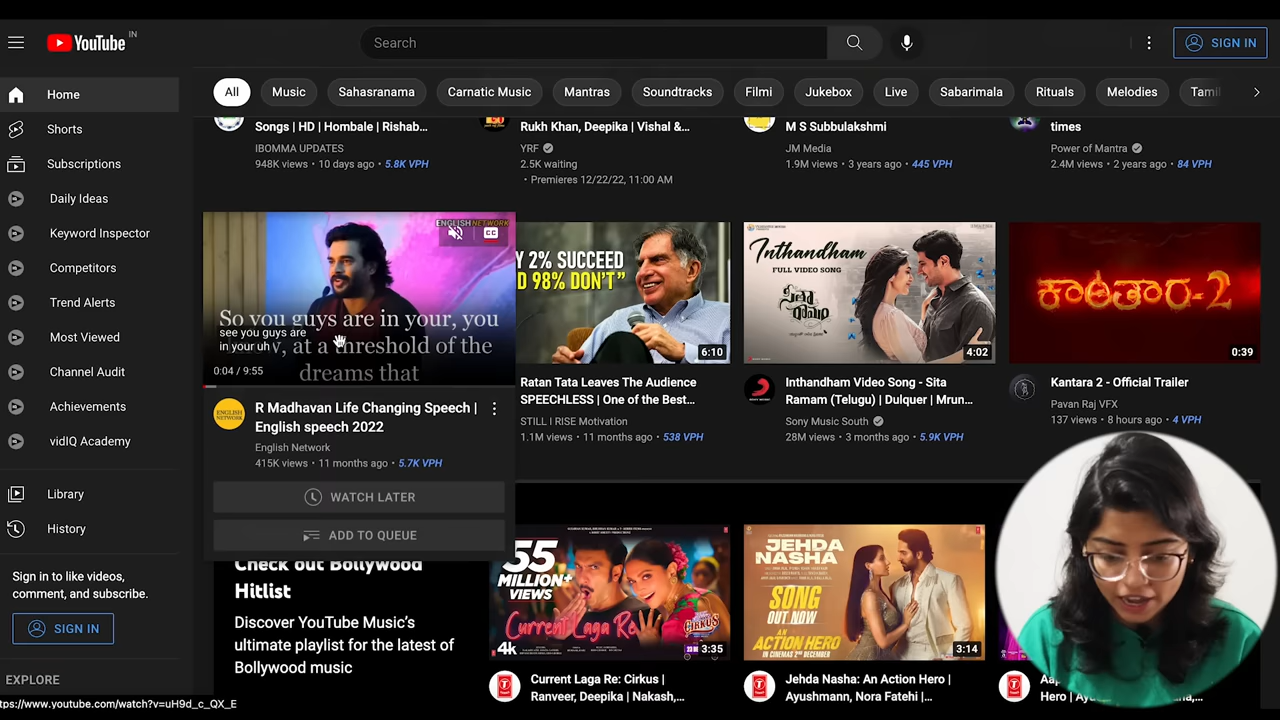 YouTube IN
Search
SIGN IN
Home
Shorts
Subscriptions
Daily Ideas
Keyword Inspector
Competitors
Trend Alerts
Most Viewed
Channel Audit
Achievements
vidIQ Academy
Library
History
Sign in to like videos,
comment, and subscribe.
SIGN IN
EXPLORE
All Music Sahasranama Carnatic Music Mantras Soundtracks Filmi Jukebox Live Sabarimala Rituals Melodies Tamil
Songs | HD | Hombale | Rishab...
IBOMMA UPDATES
948K views • 10 days ago • 5.8K VPH
Rukh Khan, Deepika | Vishal &...
YRF
2.5K waiting
• Premieres 12/22/22, 11:00 AM
M S Subbulakshmi
JM Media
1.9M views • 3 years ago • 445 VPH
times
Power of Mantra
2.4M views • 2 years ago • 84 VPH
ENGLISH NETWORK
CC
So you guys are in your, you
see you guys are
in your uh
, at a threshold of the
dreams that
0:04 / 9:55
ENGLISH
NETWORK
R Madhavan Life Changing Speech |
English speech 2022
English Network
415K views • 11 months ago • 5.7K VPH
WATCH LATER
ADD TO QUEUE
Y 2% SUCCEED
D 98% DON'T”
6:10
Ratan Tata Leaves The Audience
SPEECHLESS | One of the Best...
STILL I RISE Motivation
1.1M views • 11 months ago • 538 VPH
Inthandham
FULL VIDEO SONG
సీతా
రామం
4:02
Inthandham Video Song - Sita
Ramam (Telugu) | Dulquer | Mrun...
Sony Music South
28M views • 3 months ago • 5.9K VPH
ಕಾಂತಾರ-2
0:39
Kantara 2 - Official Trailer
Pavan Raj VFX
137 views • 8 hours ago • 4 VPH
Check out Bollywood
Hitlist
Discover YouTube Music's
ultimate playlist for the latest of
Bollywood music
55
MILLION+
VIEWS
Current Laga Re
CIRKUS
4K
3:35
Current Laga Re: Cirkus |
Ranveer, Deepika | Nakash,...
JEHDA
NASHA
SONG
OUT NOW
AN
ACTION HERO
IN CINEMAS 2ND DECEMBER
3:14
Jehda Nasha: An Action Hero |
Ayushmann, Nora Fatehi |...
Hero | Ay
ttps://www.youtube.com/watch?v=uH9d_c_QX_E